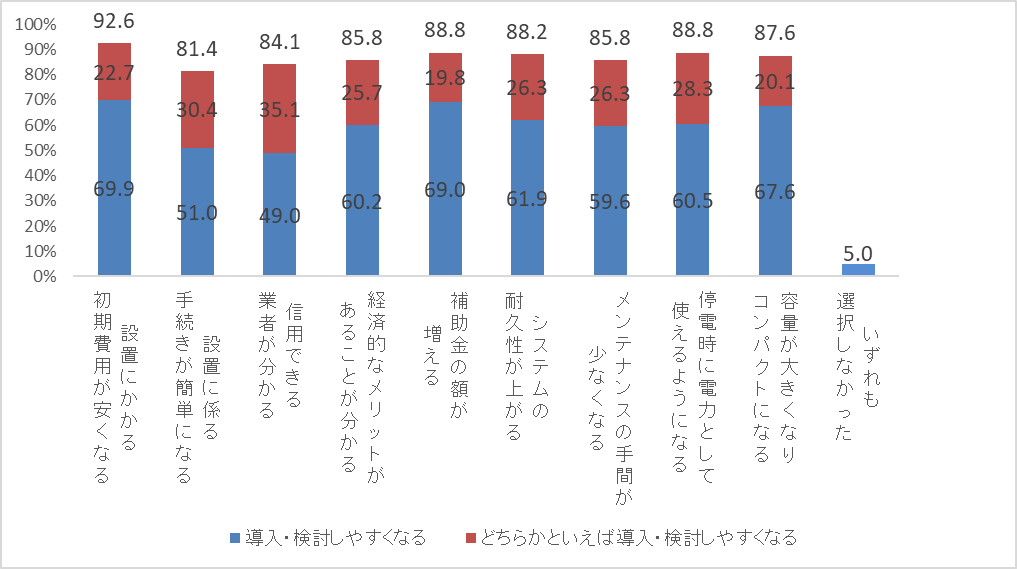 100%
90%
80%
70%
60%
50%
40%
30%
20%
10%
0%
92.6
81.4
84.1
85.8
88.8
88.2
85.8
88.8
87.6
22.7
30.4
35.1
25.7
19.8
26.3
26.3
28.3
20.1
69.9
51.0
49.0
60.2
69.0
61.9
59.6
60.5
67.6
5.0
設置にかかる
初期費用が安くなる
設置に係る
手続きが簡単になる
信用できる
業者が分かる
経済的なメリットが
あることが分かる
補助金の額が
増える
システムの
耐久性が上がる
メンテナンスの手間が
少なくなる
停電時に電力として
使えるようになる
容量が大きくなり
コンパクトになる
いずれも
選択しなかった
導入・検討しやすくなる
どちらかといえば導入・検討しやすくなる